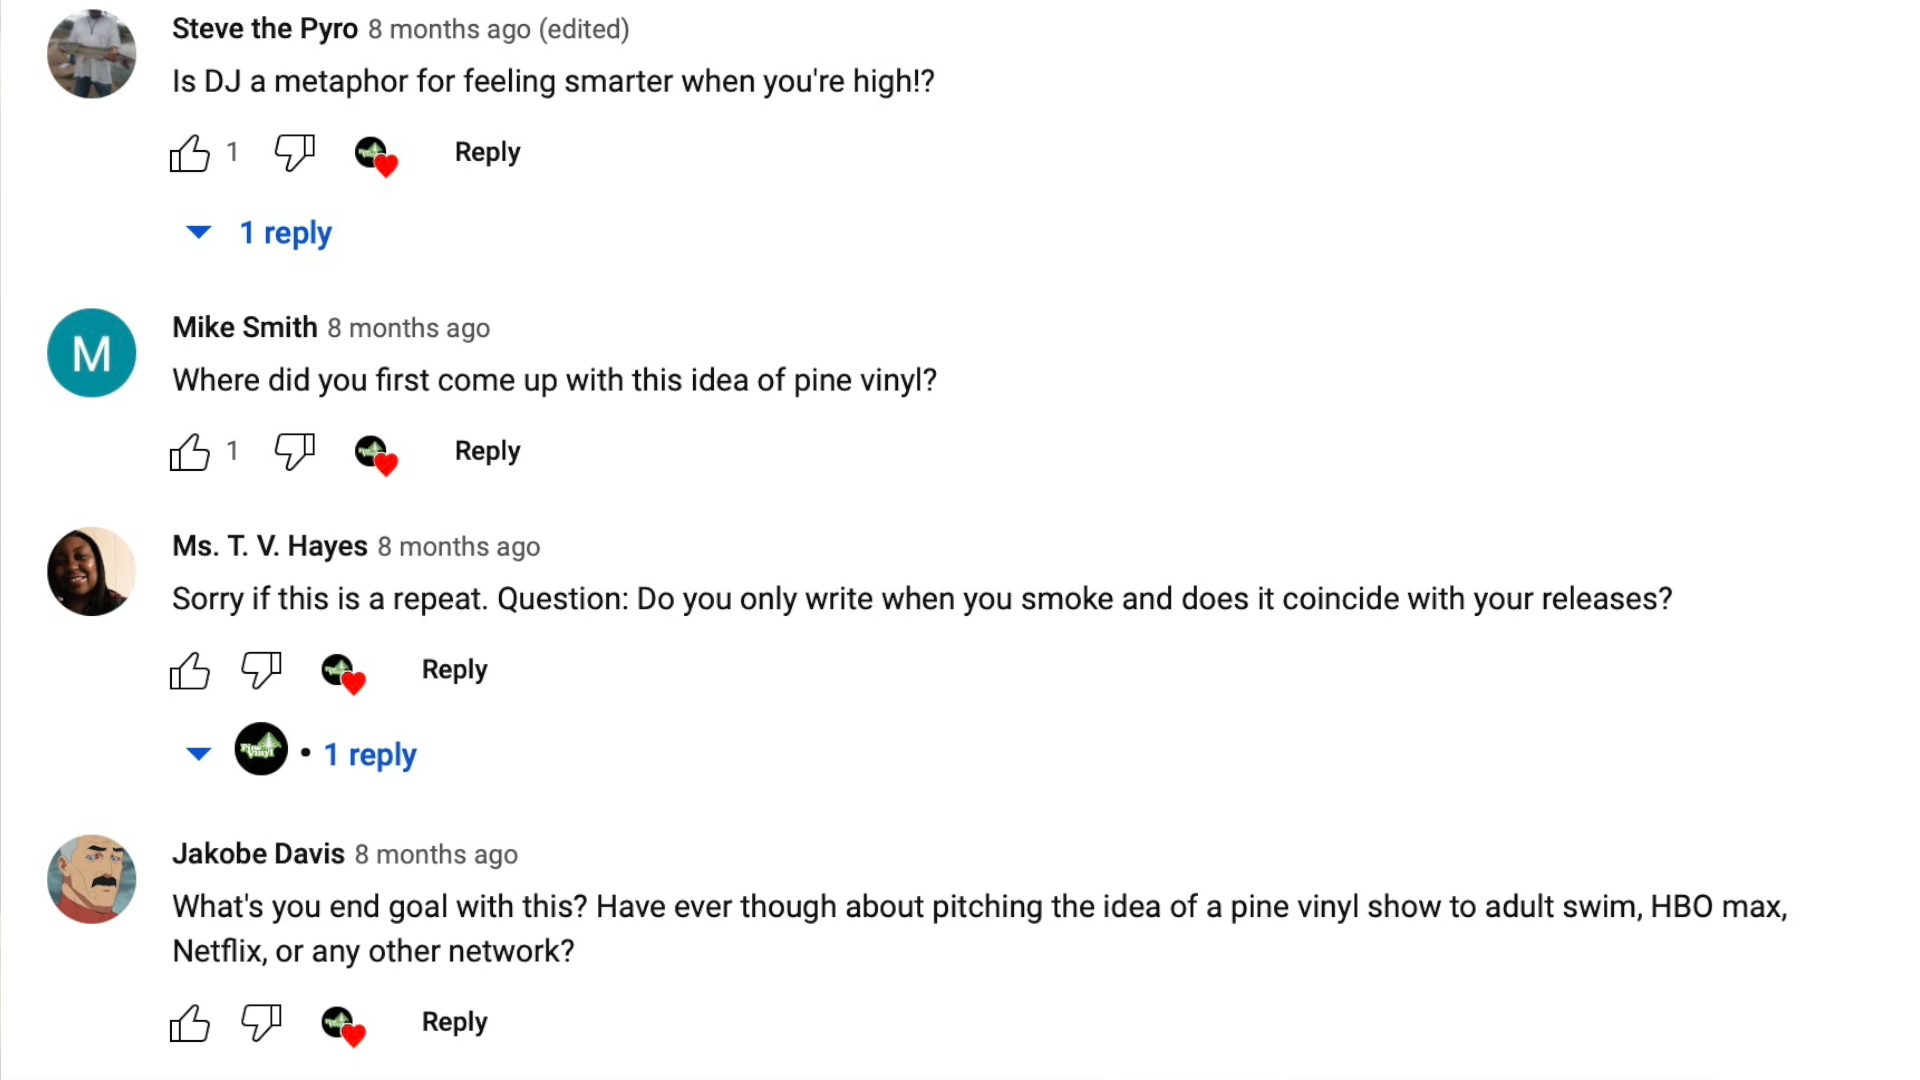 Steve the Pyro 8 months ago (edited)
Is DJ a metaphor for feeling smarter when you're high!?
1 Reply
1 reply
M
Mike Smith 8 months ago
Where did you first come up with this idea of pine vinyl?
1 Reply
Ms. T. V. Hayes 8 months ago
Sorry if this is a repeat. Question: Do you only write when you smoke and does it coincide with your releases?
Reply
Pine Vinyl • 1 reply
Jakobe Davis 8 months ago
What's you end goal with this? Have ever though about pitching the idea of a pine vinyl show to adult swim, HBO max,
Netflix, or any other network?
Reply